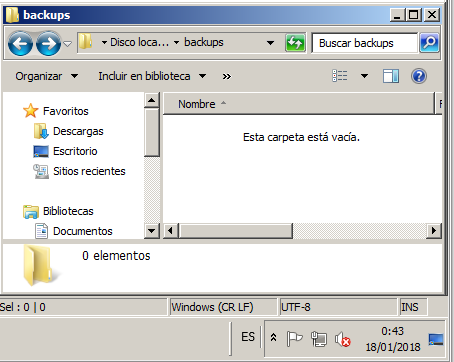 backups
Disco loca... backups Buscar backups
Organizar Incluir en biblioteca »
Favoritos
Descargas
Escritorio
Sitios recientes
Bibliotecas
Documentos
Nombre
Esta carpeta está vacía.
0 elementos
Sel : 0 | 0 Windows (CR LF) UTF-8 INS
ES 0:43
18/01/2018